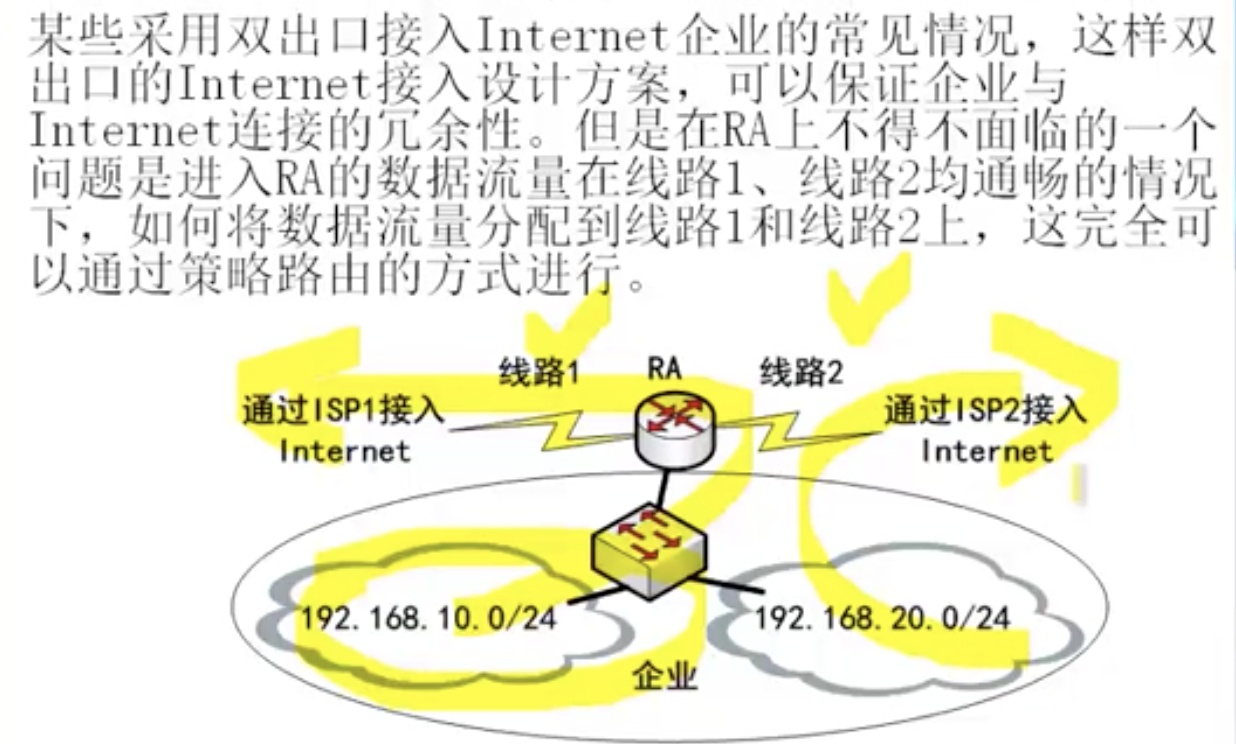 某些采用双出口接入Internet企业的常见情况，这样双
出口的Internet接入设计方案，可以保证企业与
Internet连接的冗余性。但是在RA上不得不面临的一个
问题是进入RA的数据流量在线路1、线路2均通畅的情况
下，如何将数据流量分配到线路1和线路2上，这完全可
以通过策略路由的方式进行。
线路1 RA 线路2
通过ISP1接入
Internet
通过ISP2接入
Internet
192.168.10.0/24
192.168.20.0/24
企业